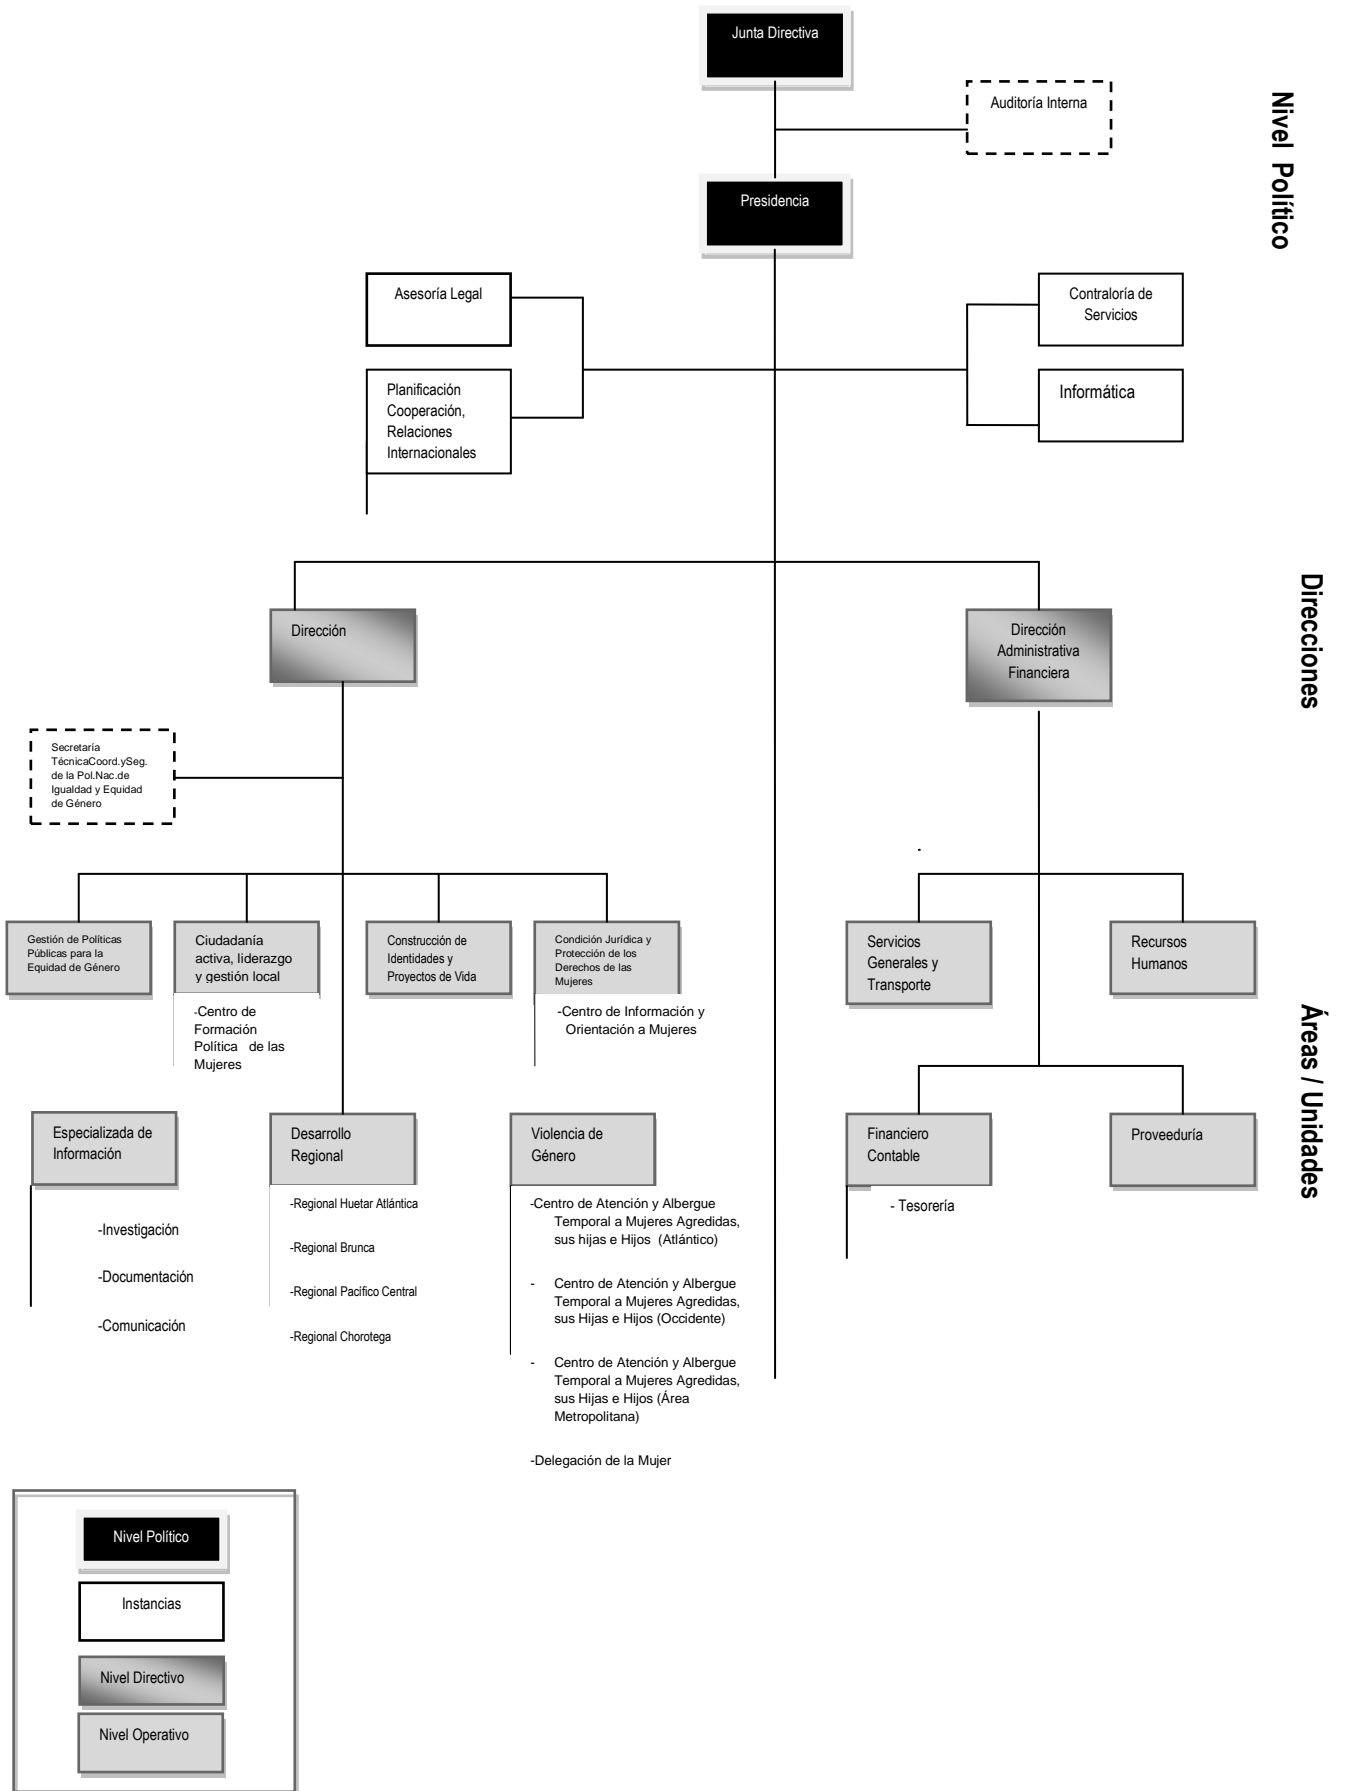 Junta Directiva
Auditoría Interna
Nivel Político
Presidencia
Asesoría Legal
Contraloría de
Servicios
Planificación
Cooperación,
Relaciones
Internacionales
Informática
Direcciones
Dirección
Dirección
Administrativa
Financiera
Secretaría
TécnicaCoord.ySeg.
de la Pol.Nac.de
Igualdad y Equidad
de Género
-
Gestión de Políticas
Públicas para la
Equidad de Género
Ciudadanía
activa, liderazgo
y gestión local
Construcción de
Identidades y
Proyectos de Vida
Condición Jurídica y
Protección de los
Derechos de las
Mujeres
Servicios
Generales y
Transporte
Recursos
Humanos
-Centro de
Formación
Política de las
Mujeres
-Centro de Información y
Orientación a Mujeres
Áreas / Unidades
Especializada de
Información
Desarrollo
Regional
Violencia de
Género
Financiero
Contable
Proveeduría
-Investigación
-Documentación
-Comunicación
-Regional Huetar Atlántica
-Regional Brunca
-Regional Pacífico Central
-Regional Chorotega
-Centro de Atención y Albergue
Temporal a Mujeres Agredidas,
sus hijas e Hijos (Atlántico)
- Centro de Atención y Albergue
Temporal a Mujeres Agredidas,
sus Hijas e Hijos (Occidente)
- Centro de Atención y Albergue
Temporal a Mujeres Agredidas,
sus Hijas e Hijos (Área
Metropolitana)
-Delegación de la Mujer
- Tesorería
Nivel Político
Instancias
Nivel Directivo
Nivel Operativo